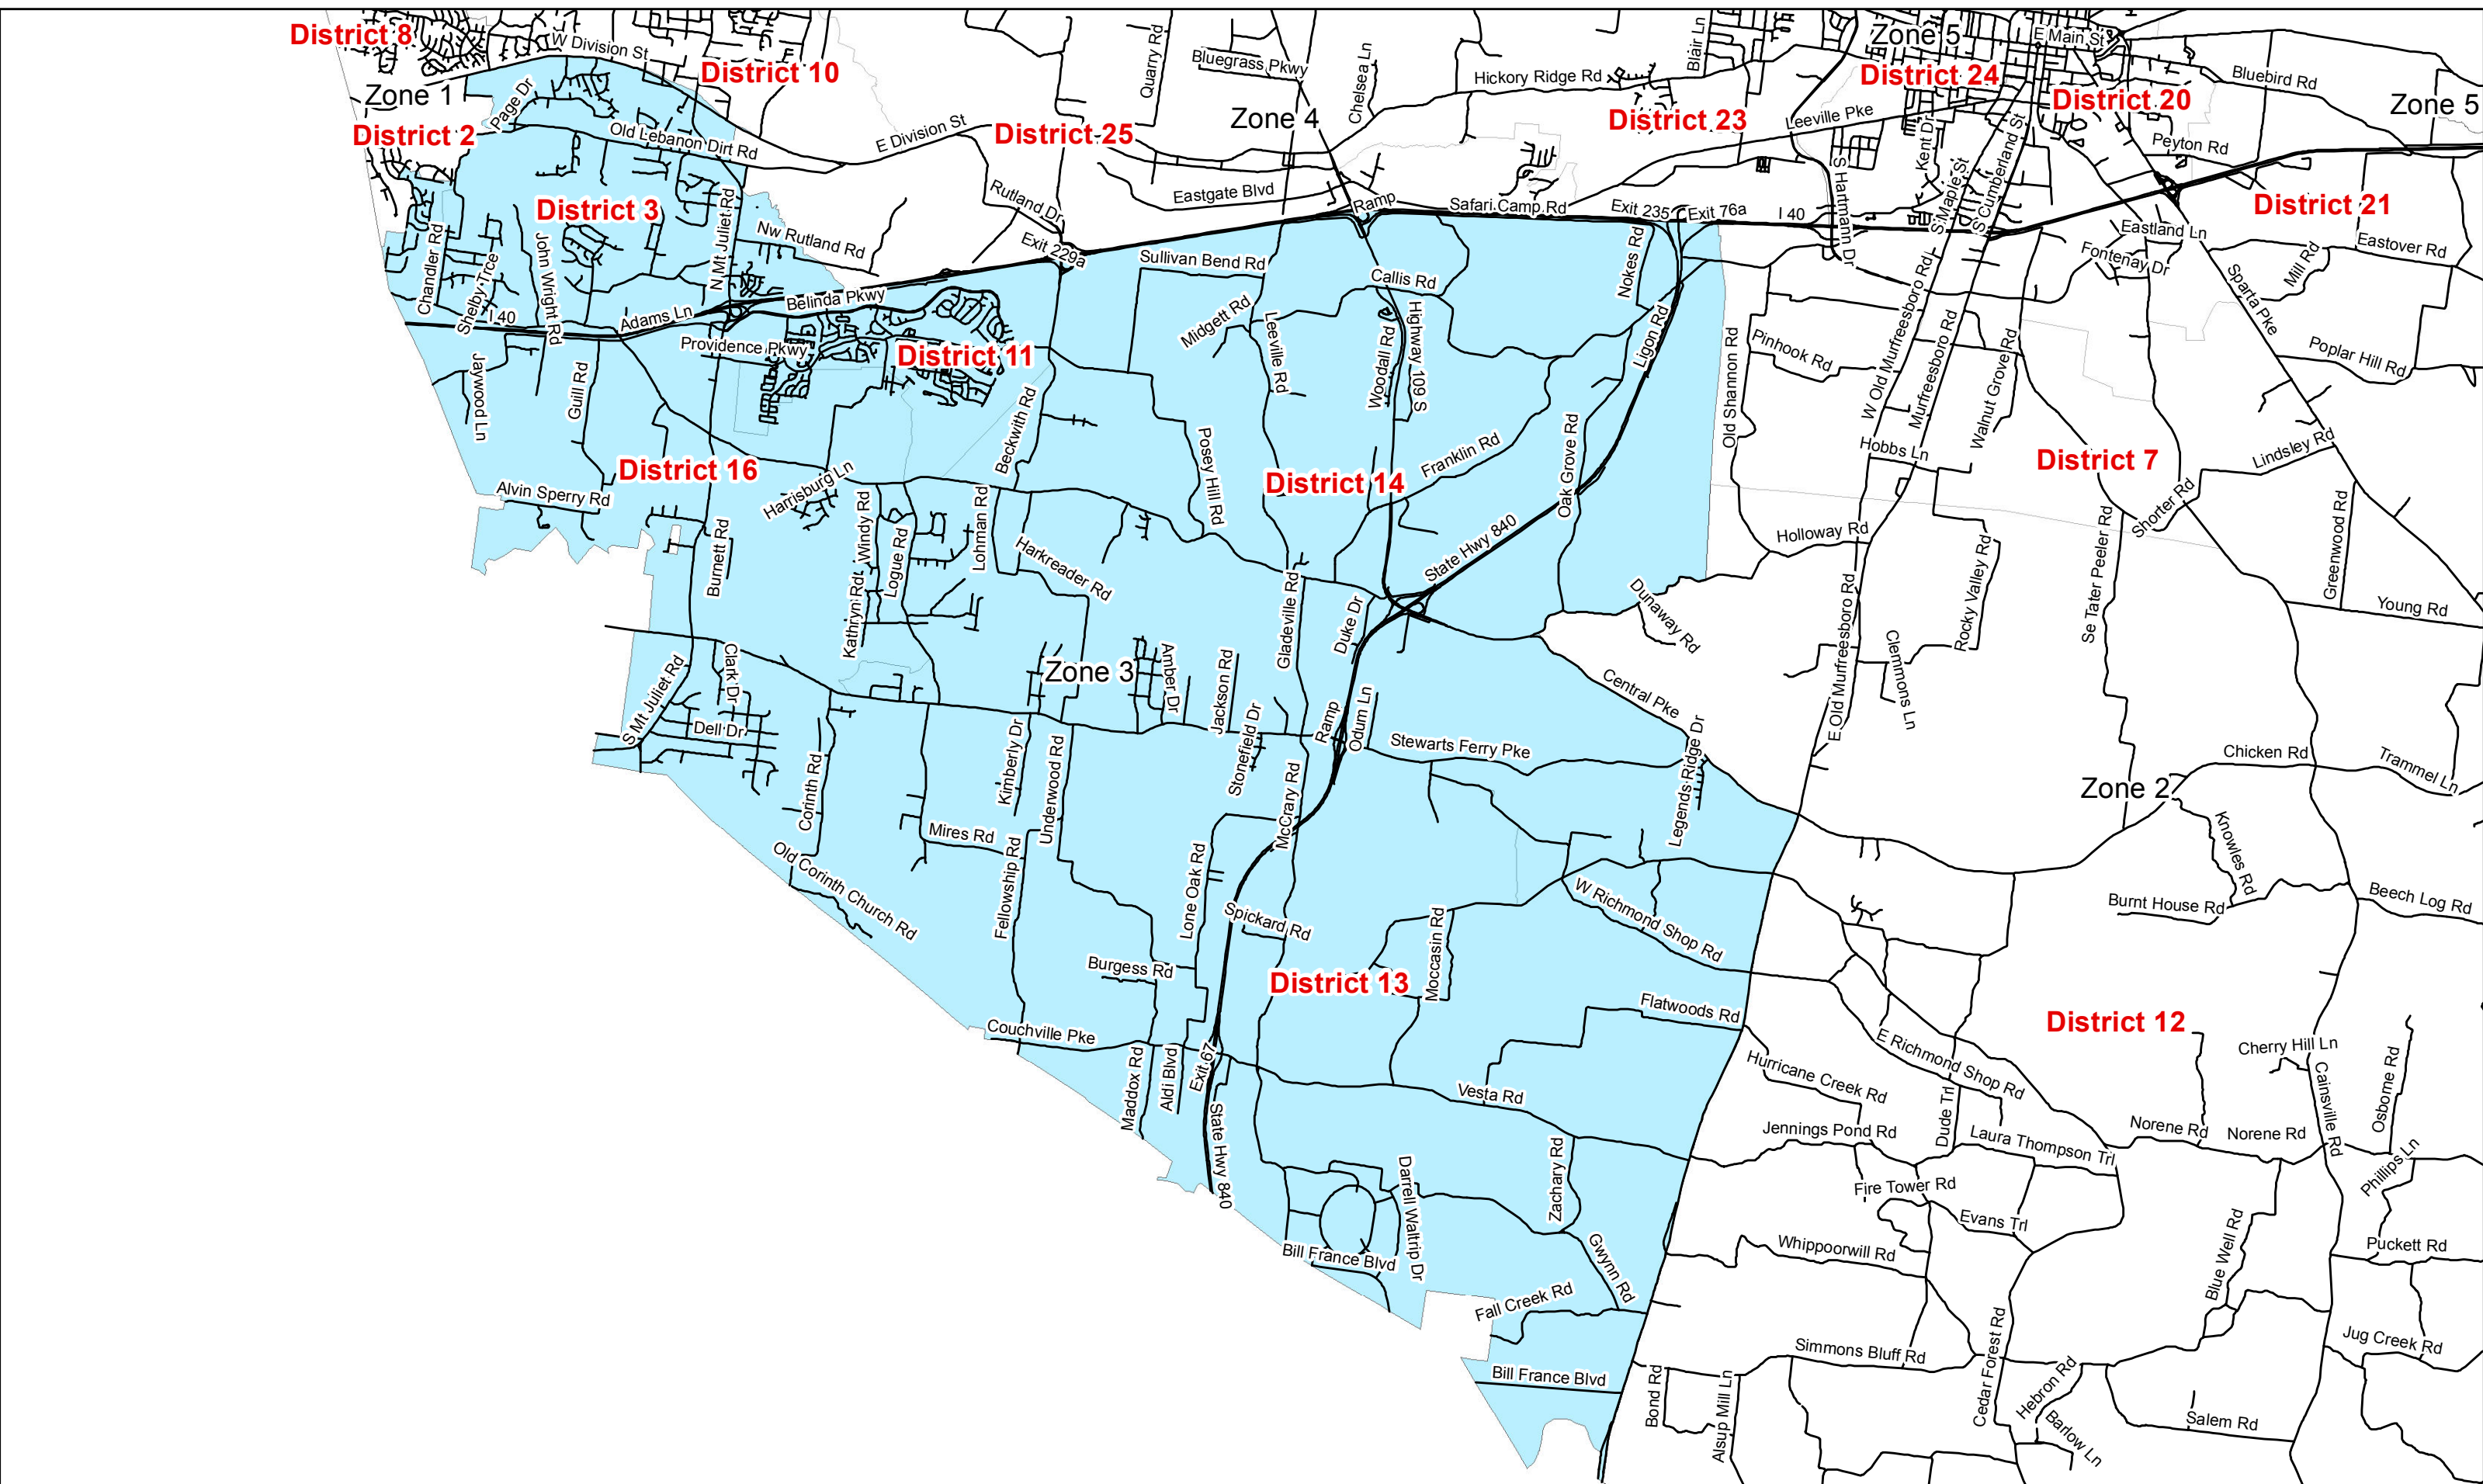 District 8
W Division St
District 10
Zone 1
Page Dr
District 2
Old Lebanon Dirt Rd
E Division St
District 25
Quarry Rd
Bluegrass Pkwy
Chelsea Ln
Zone 4
Hickory Ridge Rd
Blair Ln
District 23
Zone 5
E Main St
District 24
District 20
Bluebird Rd
Zone 5
Leeville Pke
Kent Dr
Peyton Rd
District 3
Rutland Dr
Eastgate Blvd
Ramp
Safari Camp Rd
Exit 235
Exit 76a
I 40
S Hartmann Dr
S Maple St
S Cumberland St
District 21
Eastland Ln
Eastover Rd
Fontenay Dr
Mill Rd
Sparta Pke
Chandler Rd
Shelby Trce
John Wright Rd
N Mt Juliet Rd
Nw Rutland Rd
Exit 229a
Sullivan Bend Rd
Callis Rd
Nokes Rd
I 40
Adams Ln
Belinda Pkwy
Midgett Rd
Leeville Rd
Woodall Rd
Highway 109 S
Ligon Rd
Old Shannon Rd
Pinhook Rd
W Old Murfreesboro Rd
Murfreesboro Rd
Walnut Grove Rd
Poplar Hill Rd
Providence Pkwy
District 11
Jaywood Ln
Guill Rd
Beckwith Rd
Posey Hill Rd
Franklin Rd
Oak Grove Rd
Hobbs Ln
District 7
Lindsley Rd
District 16
Harrisburg Ln
District 14
Alvin Sperry Rd
Windy Rd
Lohman Rd
Shorter Rd
Greenwood Rd
Burnett Rd
Logue Rd
Harkreader Rd
State Hwy 840
Holloway Rd
Rocky Valley Rd
Se Tater Peeler Rd
Kathryn Rd
Gladeville Rd
Duke Dr
Dunaway Rd
E Old Murfreesboro Rd
Clemmons Ln
Young Rd
S Mt Juliet Rd
Clark Dr
Zone 3
Amber Dr
Jackson Rd
Central Pke
Dell Dr
Stonefield Dr
Ramp
Odum Ln
Stewarts Ferry Pke
Legends Ridge Dr
Chicken Rd
Trammel Ln
Zone 2
Corinth Rd
Kimberly Dr
Underwood Rd
McCrary Rd
Mires Rd
Knowles Rd
Old Corinth Church Rd
Fellowship Rd
Lone Oak Rd
Spickard Rd
Moccasin Rd
W Richmond Shop Rd
Burnt House Rd
Beech Log Rd
Burgess Rd
District 13
Flatwoods Rd
District 12
Couchville Pke
Maddox Rd
Aldi Blvd
Exit 67
State Hwy 840
Vesta Rd
Hurricane Creek Rd
E Richmond Shop Rd
Cherry Hill Ln
Cainsville Rd
Osborne Rd
Jennings Pond Rd
Dude Trl
Laura Thompson Trl
Norene Rd
Norene Rd
Phillips Ln
Darrell Waltrip Dr
Zachary Rd
Fire Tower Rd
Evans Trl
Bill France Blvd
Gwynn Rd
Whippoorwill Rd
Blue Well Rd
Puckett Rd
Fall Creek Rd
Simmons Bluff Rd
Jug Creek Rd
Bill France Blvd
Bond Rd
Alsup Mill Ln
Cedar Forest Rd
Hebron Rd
Barlow Ln
Salem Rd